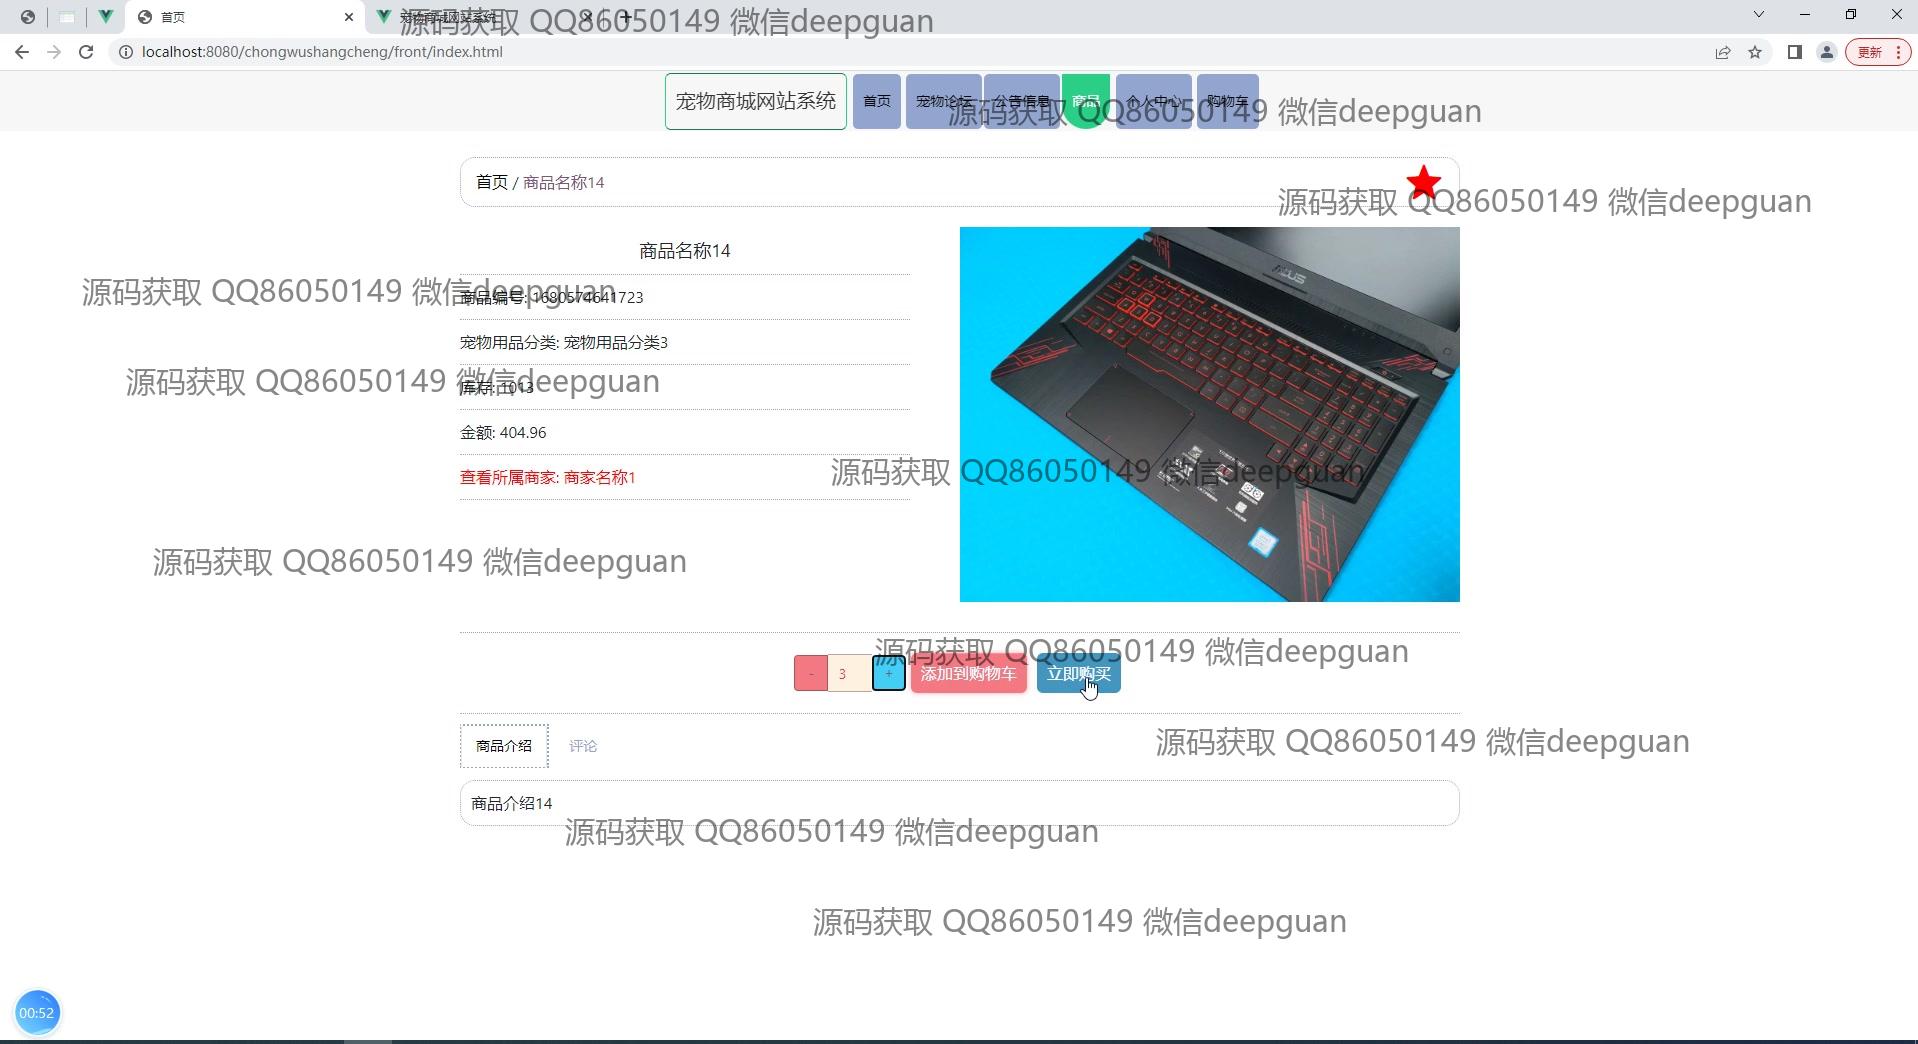 首页
宠物商城网站系统
源码获取 QQ86050149 微信deepguan
localhost:8080/chongwushangcheng/front/index.html
更新
宠物商城网站系统
首页
宠物论坛
公告信息
商品
个人中心
购物车
源码获取 QQ86050149 微信deepguan
首页 / 商品名称14
源码获取 QQ86050149 微信deepguan
商品名称14
ASUS
源码获取 QQ86050149 微信deepguan
商品编号: 1680574641723
宠物用品分类: 宠物用品分类3
源码获取 QQ86050149 微信deepguan
库存: 1013
金额: 404.96
查看所属商家: 商家名称1
源码获取 QQ86050149 微信deepguan
源码获取 QQ86050149 微信deepguan
源码获取 QQ86050149 微信deepguan
- 3 +
添加到购物车
立即购买
商品介绍
评论
源码获取 QQ86050149 微信deepguan
商品介绍14
源码获取 QQ86050149 微信deepguan
源码获取 QQ86050149 微信deepguan
00:52